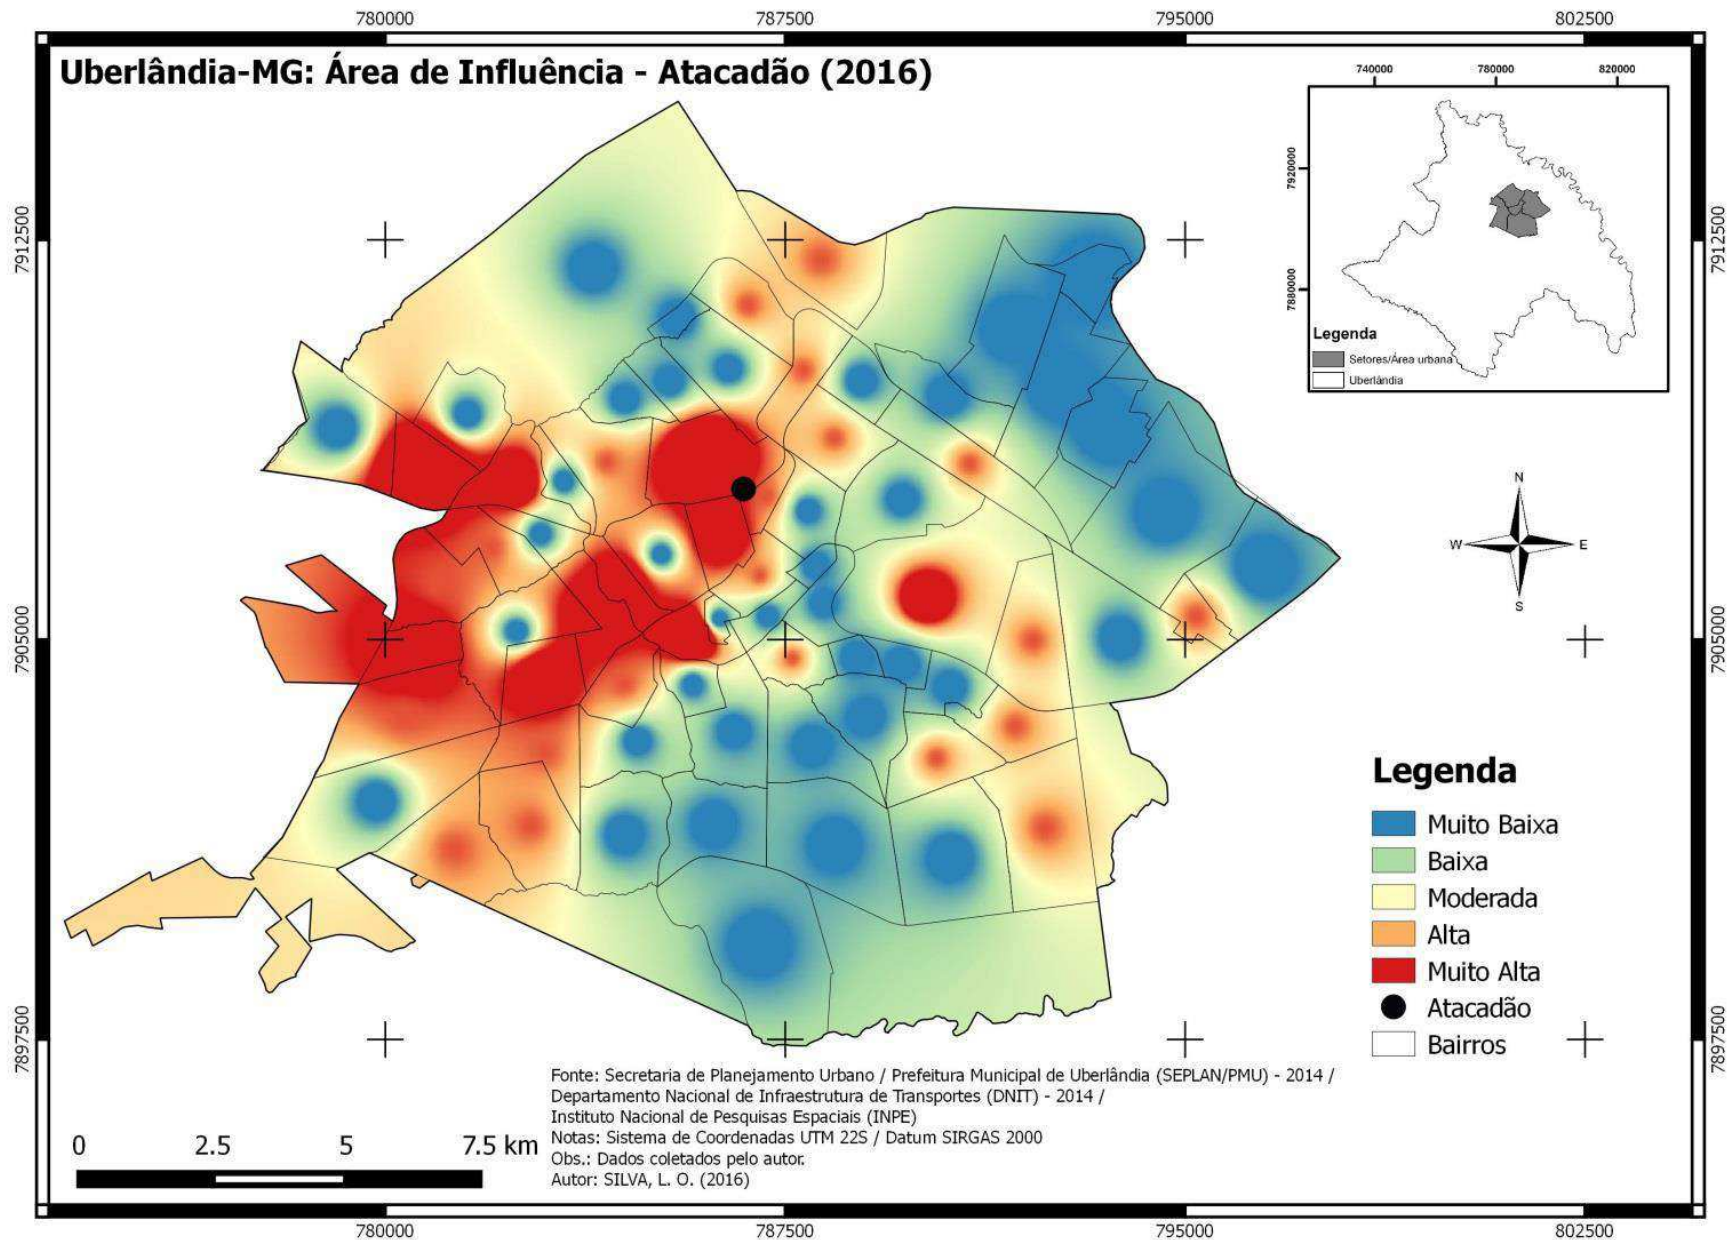 780000
787500
795000
802500
Uberlândia-MG: Área de Influência - Atacadão (2016)
740000
780000
820000
7920000
7880000
Legenda
Setores/Área urbana
Uberlândia
7912500
7912500
7905000
7905000
7897500
7897500
N
W
E
S
Legenda
Muito Baixa
Baixa
Moderada
Alta
Muito Alta
Atacadão
Bairros
Fonte: Secretaria de Planejamento Urbano / Prefeitura Municipal de Uberlândia (SEPLAN/PMU) - 2014 /
Departamento Nacional de Infraestrutura de Transportes (DNIT) - 2014 /
Instituto Nacional de Pesquisas Espaciais (INPE)
Notas: Sistema de Coordenadas UTM 22S / Datum SIRGAS 2000
Obs.: Dados coletados pelo autor.
Autor: SILVA, L. O. (2016)
0 2.5 5 7.5 km
780000
787500
795000
802500